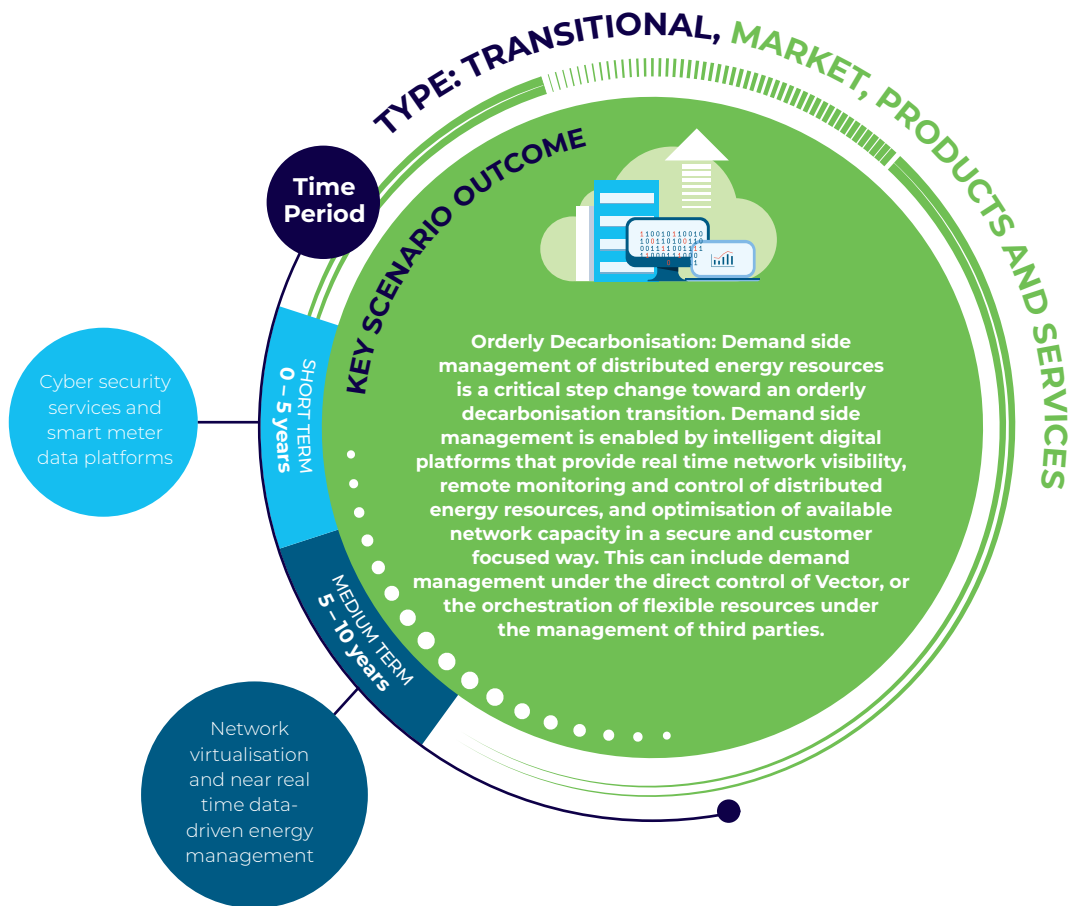 TYPE: TRANSITIONAL, MARKET, PRODUCTS AND SERVICES
KEY SCENARIO OUTCOME
Time
Period
110010110010
100110100110
001111001111
11000111000
0 1
Orderly Decarbonisation: Demand side
management of distributed energy resources
is a critical step change toward an orderly
decarbonisation transition. Demand side
management is enabled by intelligent digital
platforms that provide real time network visibility,
remote monitoring and control of distributed
energy resources, and optimisation of available
network capacity in a secure and customer
focused way. This can include demand
management under the direct control of Vector, or
the orchestration of flexible resources under
the management of third parties.
SHORT TERM
0 – 5 years
Cyber security
services and
smart meter
data platforms
MEDIUM TERM
5 – 10 years
Network
virtualisation
and near real
time data-
driven energy
management